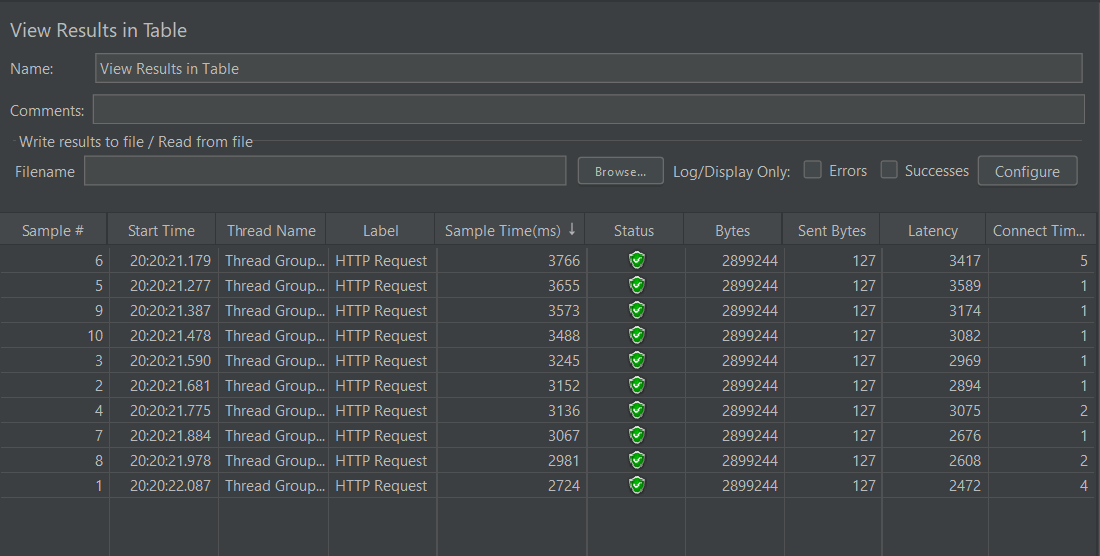 View Results in Table
Name: View Results in Table
Comments:
Write results to file / Read from file
Filename Browse... Log/Display Only: Errors Successes Configure
Sample # Start Time Thread Name Label Sample Time(ms) ↓ Status Bytes Sent Bytes Latency Connect Tim...
6 20:20:21.179 Thread Group... HTTP Request 3766 2899244 127 3417 5
5 20:20:21.277 Thread Group... HTTP Request 3655 2899244 127 3589 1
9 20:20:21.387 Thread Group... HTTP Request 3573 2899244 127 3174 1
10 20:20:21.478 Thread Group... HTTP Request 3488 2899244 127 3082 1
3 20:20:21.590 Thread Group... HTTP Request 3245 2899244 127 2969 1
2 20:20:21.681 Thread Group... HTTP Request 3152 2899244 127 2894 1
4 20:20:21.775 Thread Group... HTTP Request 3136 2899244 127 3075 2
7 20:20:21.884 Thread Group... HTTP Request 3067 2899244 127 2676 1
8 20:20:21.978 Thread Group... HTTP Request 2981 2899244 127 2608 2
1 20:20:22.087 Thread Group... HTTP Request 2724 2899244 127 2472 4